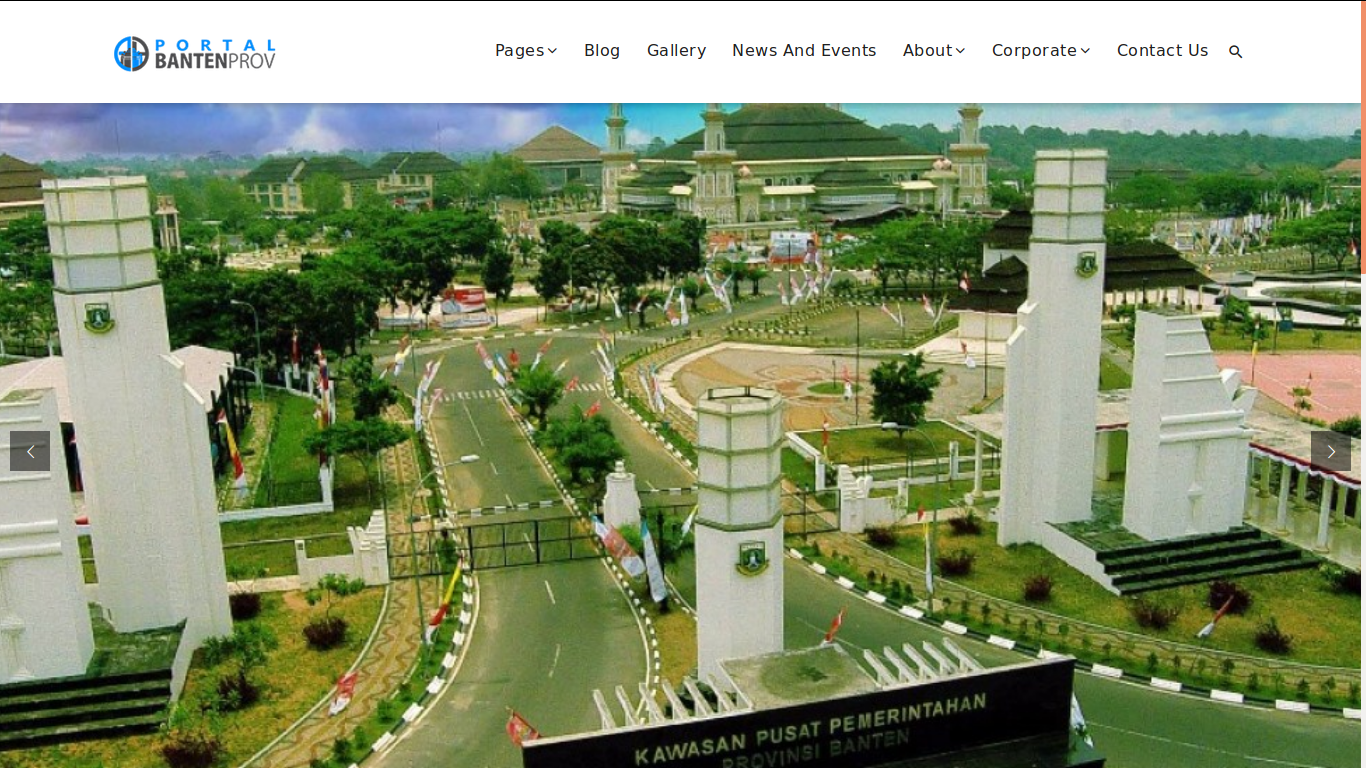 PORTAL
BANTENPROV
Pages
Blog
Gallery
News And Events
About
Corporate
Contact Us
KAWASAN PUSAT PEMERINTAHAN
PROVINSI BANTEN